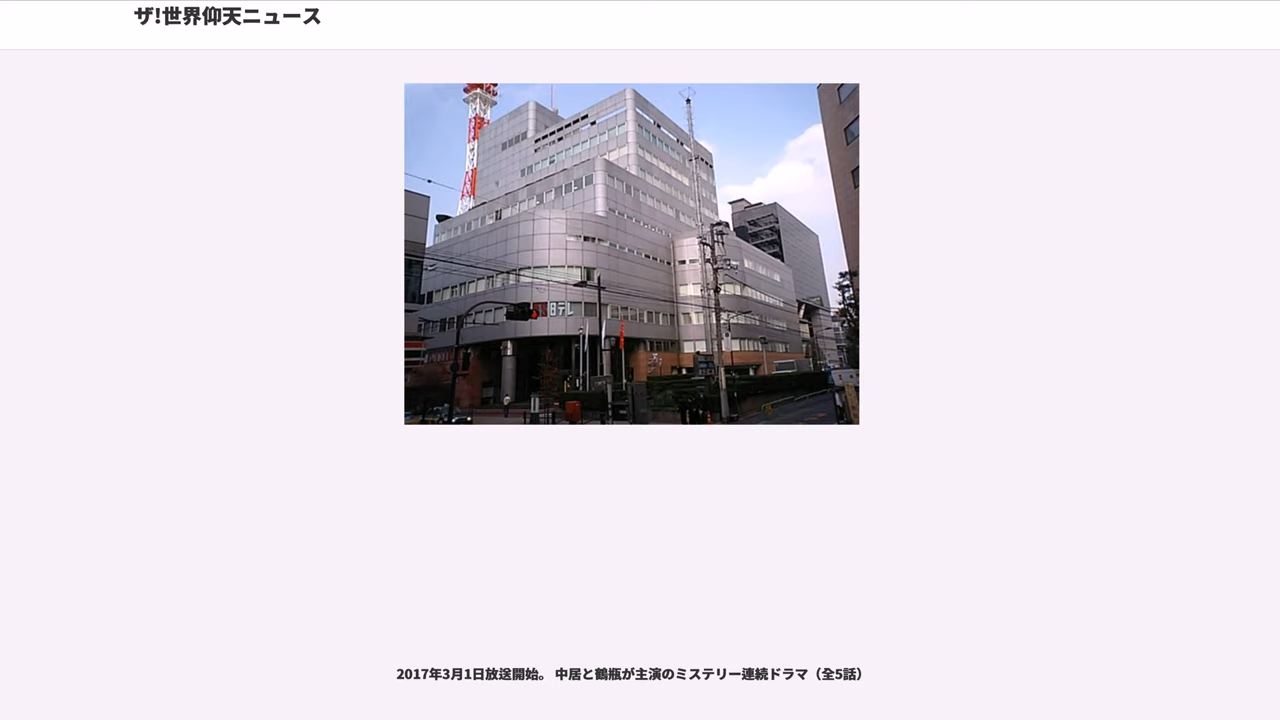 ザ!世界仰天ニュース
日テレ
2017年3月1日放送開始。 中居と鶴瓶が主演のミステリー連続ドラマ（全5話）